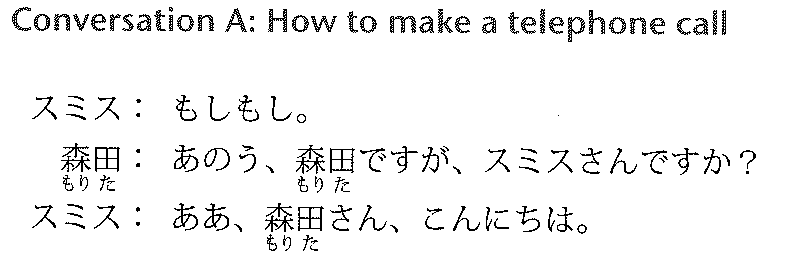 Conversation A: How to make a telephone call
スミス： もしもし。
森田： あのう、森田ですが、スミスさんですか？
もり た もり た
スミス： ああ、森田さん、こんにちは。
もり た